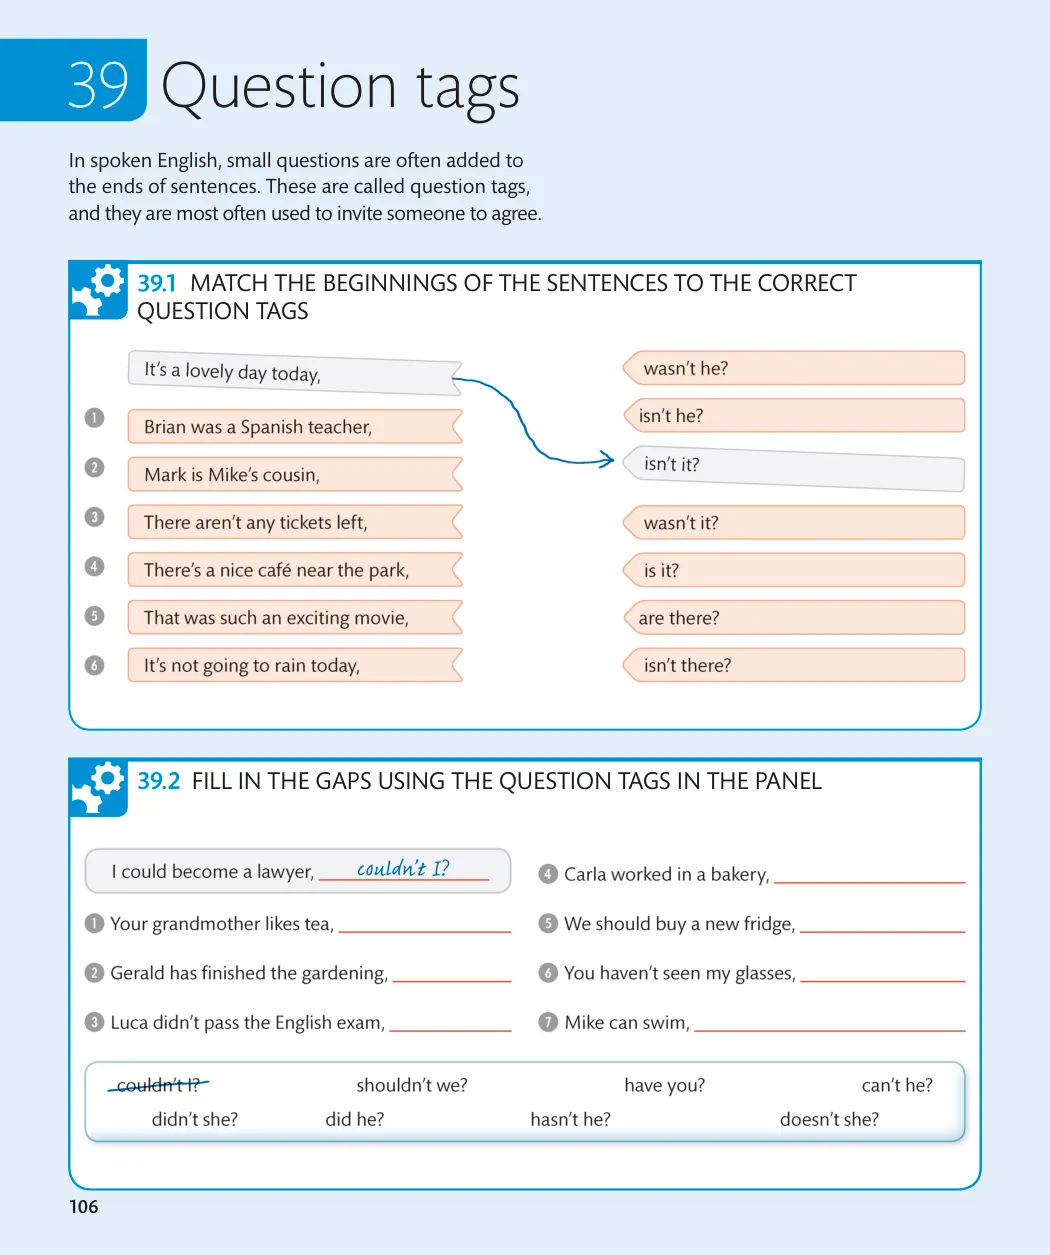 39 Question tags
In spoken English, small questions are often added to
the ends of sentences. These are called question tags,
and they are most often used to invite someone to agree.
39.1 MATCH THE BEGINNINGS OF THE SENTENCES TO THE CORRECT
QUESTION TAGS
It's a lovely day today,
1 Brian was a Spanish teacher,
2 Mark is Mike's cousin,
3 There aren't any tickets left,
4 There's a nice café near the park,
5 That was such an exciting movie,
6 It's not going to rain today,
wasn't he?
isn't he?
isn't it?
wasn't it?
is it?
are there?
isn't there?
39.2 FILL IN THE GAPS USING THE QUESTION TAGS IN THE PANEL
I could become a lawyer, couldn't I?
1 Your grandmother likes tea,
2 Gerald has finished the gardening,
3 Luca didn't pass the English exam,
4 Carla worked in a bakery,
5 We should buy a new fridge,
6 You haven't seen my glasses,
7 Mike can swim,
couldn't I? shouldn't we? have you? can't he?
didn't she? did he? hasn't he? doesn't she?
106